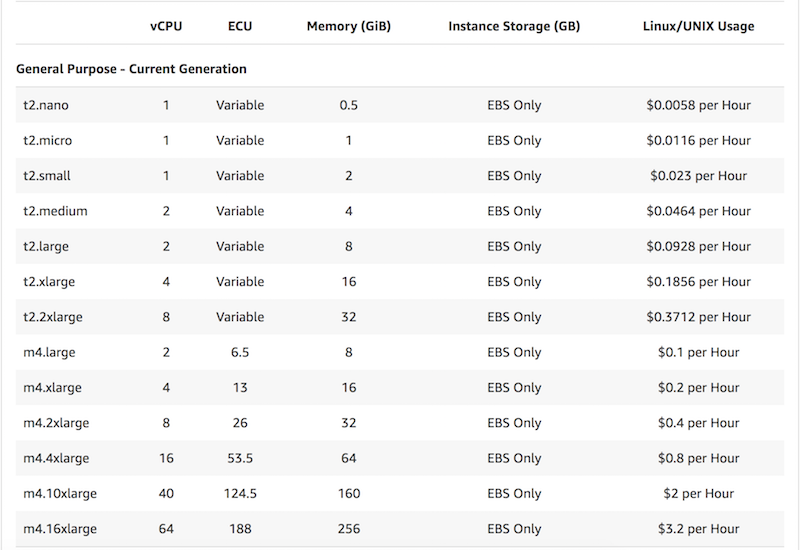 vCPU ECU Memory (GiB) Instance Storage (GB) Linux/UNIX Usage
General Purpose - Current Generation
t2.nano 1 Variable 0.5 EBS Only $0.0058 per Hour
t2.micro 1 Variable 1 EBS Only $0.0116 per Hour
t2.small 1 Variable 2 EBS Only $0.023 per Hour
t2.medium 2 Variable 4 EBS Only $0.0464 per Hour
t2.large 2 Variable 8 EBS Only $0.0928 per Hour
t2.xlarge 4 Variable 16 EBS Only $0.1856 per Hour
t2.2xlarge 8 Variable 32 EBS Only $0.3712 per Hour
m4.large 2 6.5 8 EBS Only $0.1 per Hour
m4.xlarge 4 13 16 EBS Only $0.2 per Hour
m4.2xlarge 8 26 32 EBS Only $0.4 per Hour
m4.4xlarge 16 53.5 64 EBS Only $0.8 per Hour
m4.10xlarge 40 124.5 160 EBS Only $2 per Hour
m4.16xlarge 64 188 256 EBS Only $3.2 per Hour